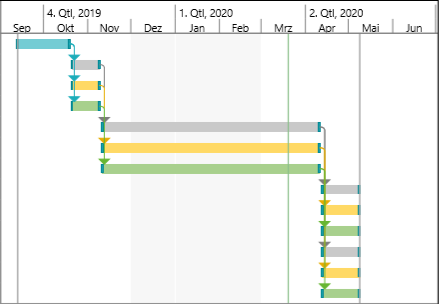 4. Qtl, 2019 1. Qtl, 2020 2. Qtl, 2020
Sep Okt Nov Dez Jan Feb Mrz Apr Mai Jun